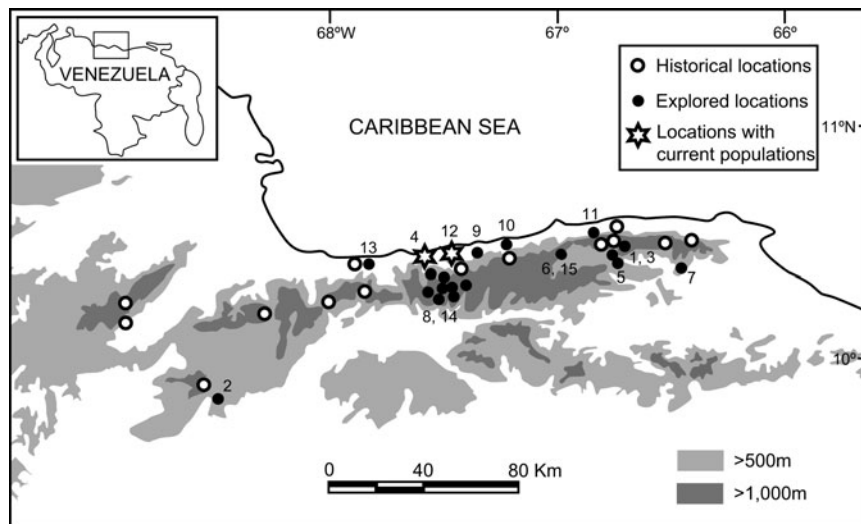 68ºW
67º
66º
VENEZUELA
Historical locations
Explored locations
Locations with
current populations
CARIBBEAN SEA
11ºN
4
12
9
10
11
13
6, 15
1, 3
5
7
8, 14
10º
2
0
40
80 Km
>500m
>1,000m